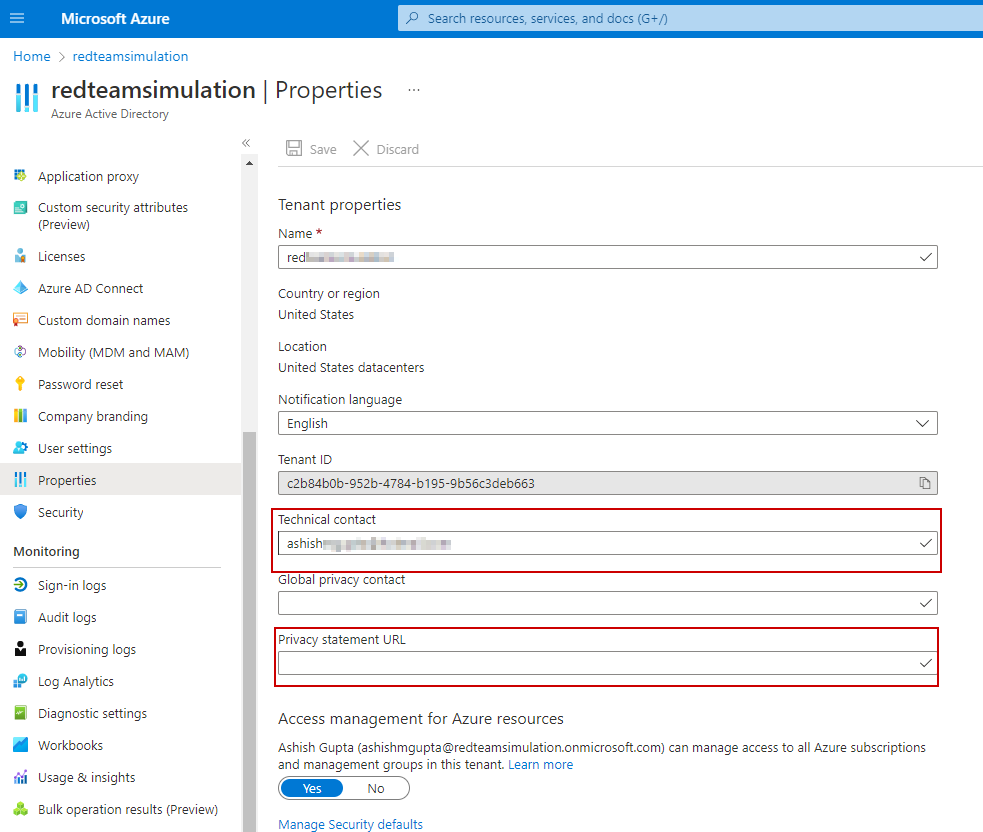 Microsoft Azure
Search resources, services, and docs (G+/)
Home > redteamsimulation
redteamsimulation | Properties ...
Azure Active Directory
«
Application proxy
Custom security attributes
(Preview)
Licenses
Azure AD Connect
Custom domain names
Mobility (MDM and MAM)
Password reset
Company branding
User settings
Properties
Security
Monitoring
Sign-in logs
Audit logs
Provisioning logs
Log Analytics
Diagnostic settings
Workbooks
Usage & insights
Bulk operation results (Preview)
Save Discard
Tenant properties
Name *
red
Country or region
United States
Location
United States datacenters
Notification language
English
Tenant ID
c2b84b0b-952b-4784-b195-9b56c3deb663
Technical contact
ashish
Global privacy contact
Privacy statement URL
Access management for Azure resources
Ashish Gupta (ashishmgupta@redteamsimulation.onmicrosoft.com) can manage access to all Azure subscriptions
and management groups in this tenant. Learn more
Yes No
Manage Security defaults